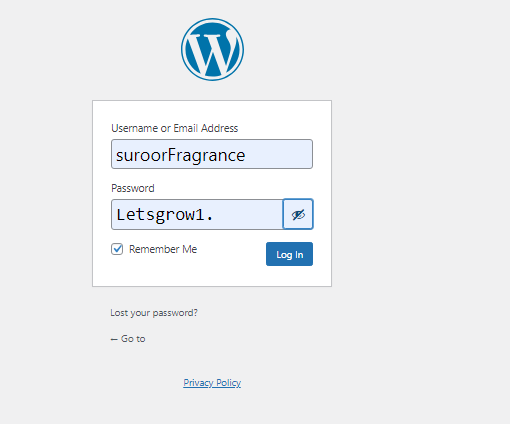 Username or Email Address
suroorFragrance
Password
Letsgrow1.
Remember Me
Log In
Lost your password?
← Go to
Privacy Policy